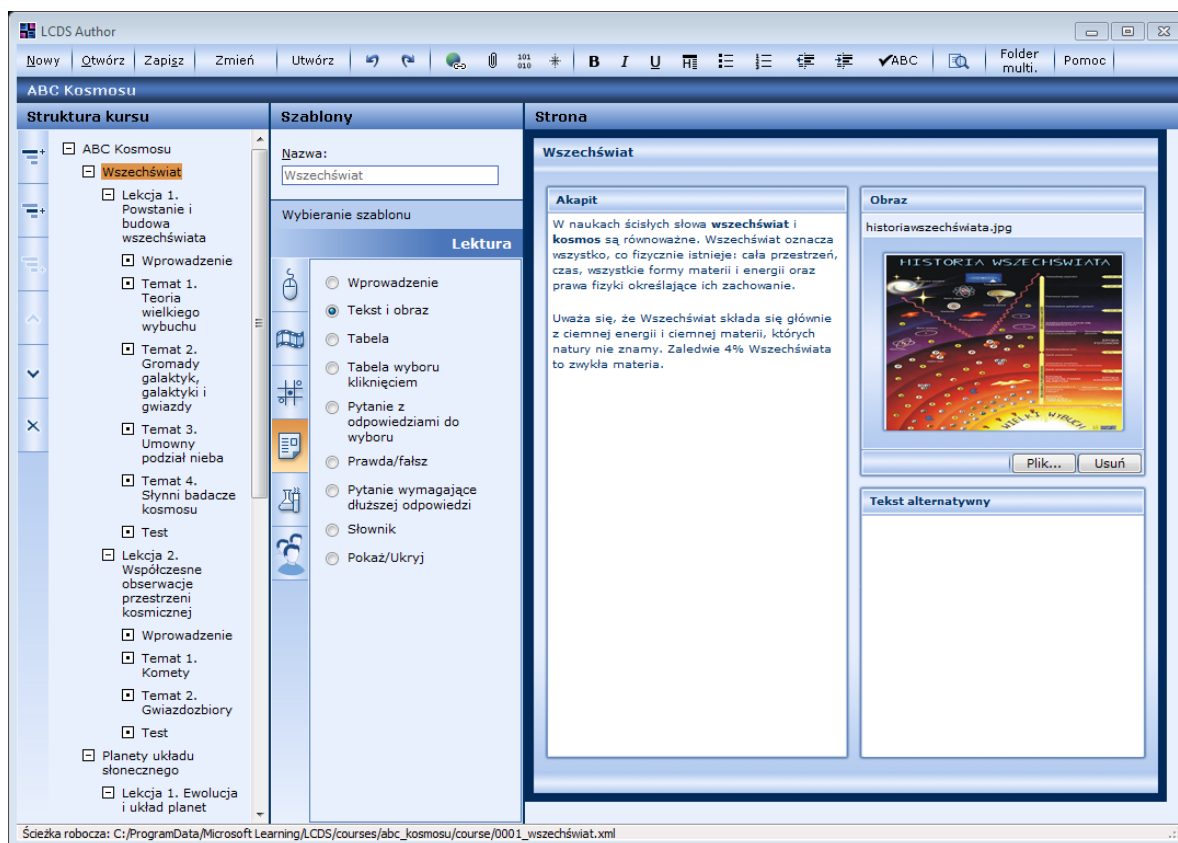 LCDS Author
Nowy Otwórz Zapisz Zmień Utwórz 101 010 B I U ABC Folder multi. Pomoc
ABC Kosmosu
Struktura kursu
ABC Kosmosu
Wszechświat
Lekcja 1.
Powstanie i
budowa
wszechświata
Wprowadzenie
Temat 1.
Teoria
wielkiego
wybuchu
Temat 2.
Gromady
galaktyk,
galaktyki i
gwiazdy
Temat 3.
Umowny
podział nieba
Temat 4.
Słynni badacze
kosmosu
Test
Lekcja 2.
Współczesne
obserwacje
przestrzeni
kosmicznej
Wprowadzenie
Temat 1.
Komety
Temat 2.
Gwiazdozbiory
Test
Planety układu
słonecznego
Lekcja 1. Ewolucja
i układ planet
Szablony
Nazwa:
Wszechświat
Wybieranie szablonu
Lektura
Wprowadzenie
Tekst i obraz
Tabela
Tabela wyboru
kliknięciem
Pytanie z
odpowiedziami do
wyboru
Prawda/fałsz
Pytanie wymagające
dłuższej odpowiedzi
Słownik
Pokaż/Ukryj
Strona
Wszechświat
Akapit
W naukach ścisłych słowa wszechświat i
kosmos są równoważne. Wszechświat oznacza
wszystko, co fizycznie istnieje: cała przestrzeń,
czas, wszystkie formy materii i energii oraz
prawa fizyki określające ich zachowanie.
Uważa się, że Wszechświat składa się głównie
z ciemnej energii i ciemnej materii, których
natury nie znamy. Zaledwie 4% Wszechświata
to zwykła materia.
Obraz
historiawszechświata.jpg
HISTORIA WSZECHŚWIATA
WIELKI WYBUCH
Plik... Usuń
Tekst alternatywny
Ścieżka robocza: C:/ProgramData/Microsoft Learning/LCDS/courses/abc_kosmosu/course/0001_wszechświat.xml